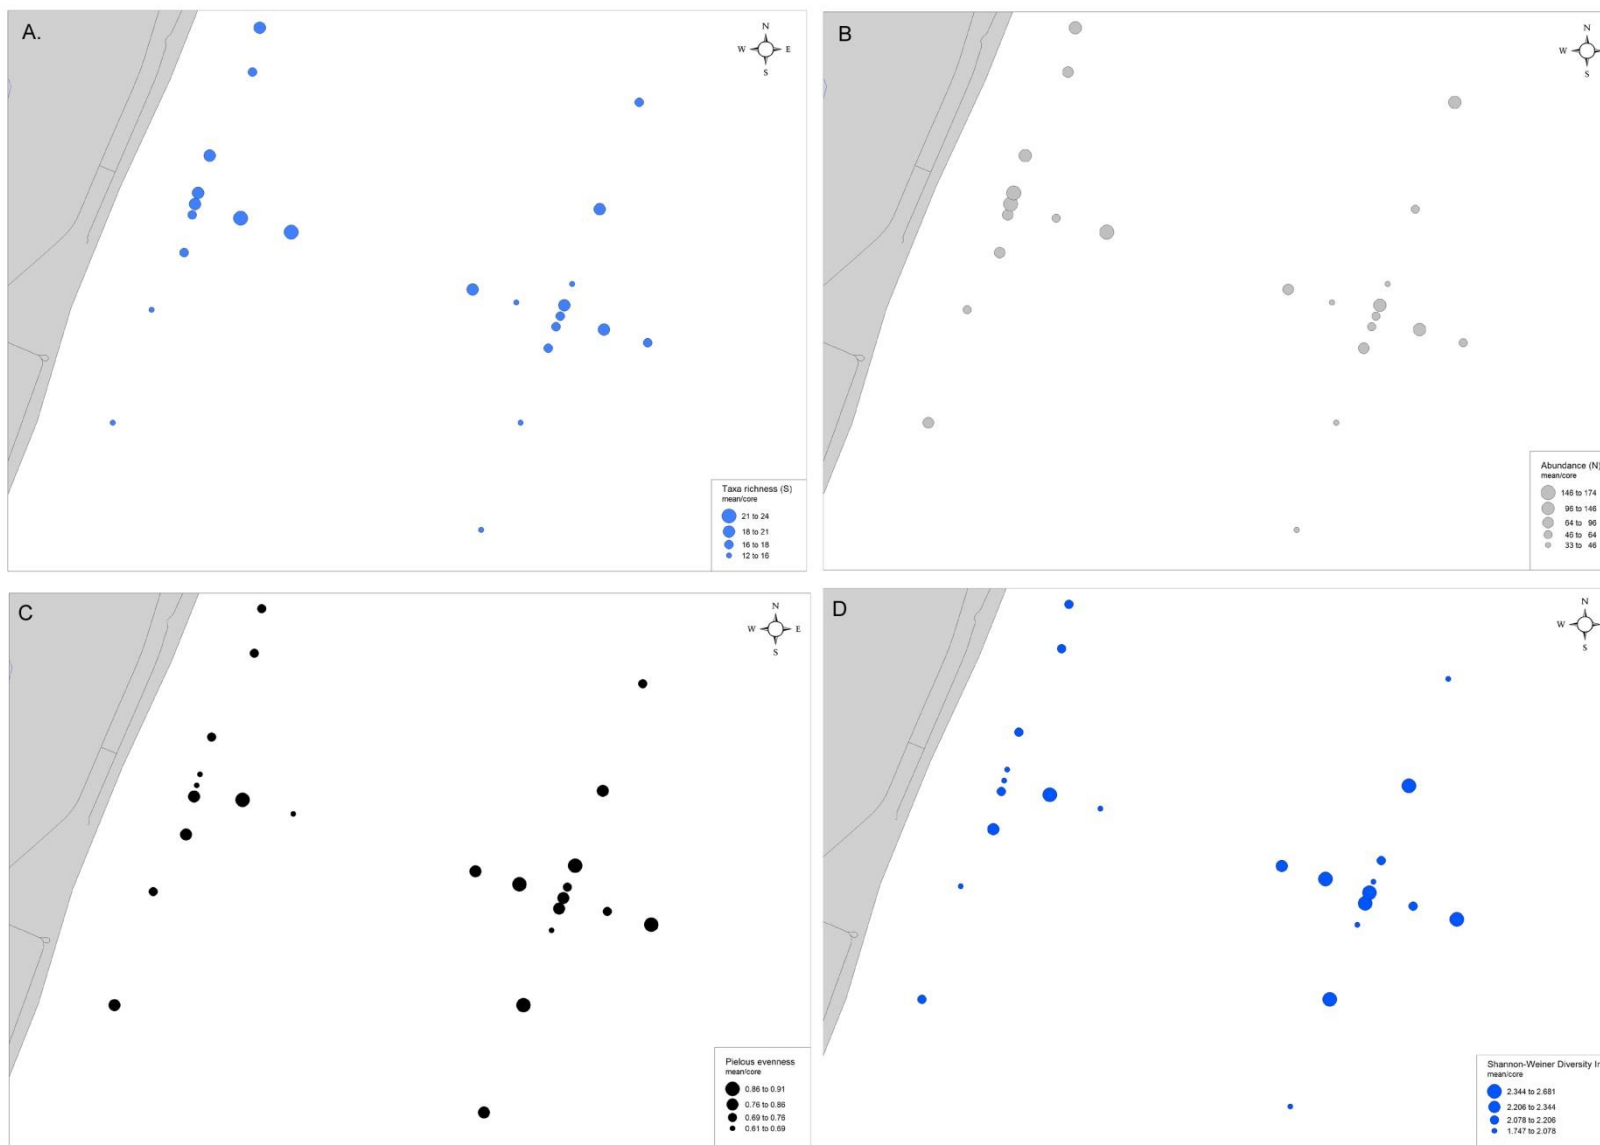 A.
N
W E
S
Taxa richness (S)
mean/core
21 to 24
18 to 21
16 to 18
12 to 16
B
N
W
S
Abundance (N)
mean/core
146 to 174
96 to 146
64 to 96
46 to 64
33 to 46
C
N
W E
S
Pielous evenness
mean/core
0.86 to 0.91
0.76 to 0.86
0.69 to 0.76
0.61 to 0.69
D
N
W
S
Shannon-Weiner Diversity In
mean/core
2.344 to 2.681
2.206 to 2.344
2.078 to 2.206
1.747 to 2.078